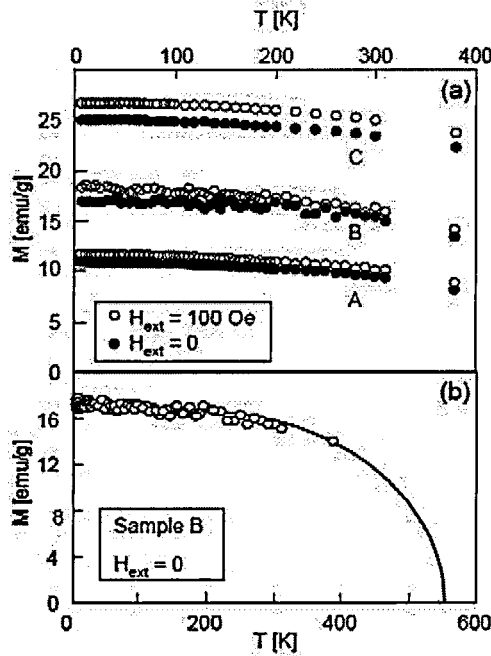 T [K]
0 100 200 300 400
(a)
M [emu/g]
25
20
15
10
5
0
C
B
A
○ H_ext = 100 Oe
● H_ext = 0
(b)
M [emu/g]
16
12
8
4
0
Sample B
H_ext = 0
0 200 400 600
T [K]